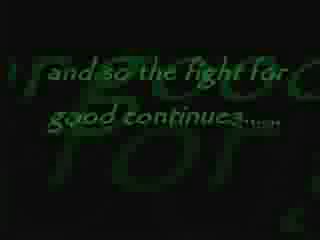 and so the fight for
good continues......